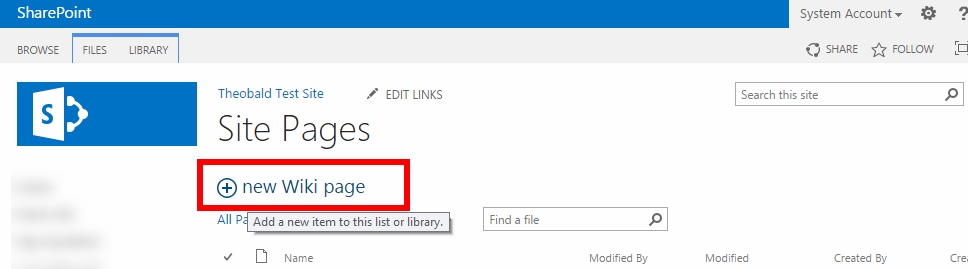 SharePoint
System Account
?
BROWSE FILES LIBRARY
SHARE FOLLOW
S
Theobald Test Site EDIT LINKS
Search this site
Site Pages
new Wiki page
All Pa
Add a new item to this list or library.
Find a file
Name Modified By Modified Created By Crea